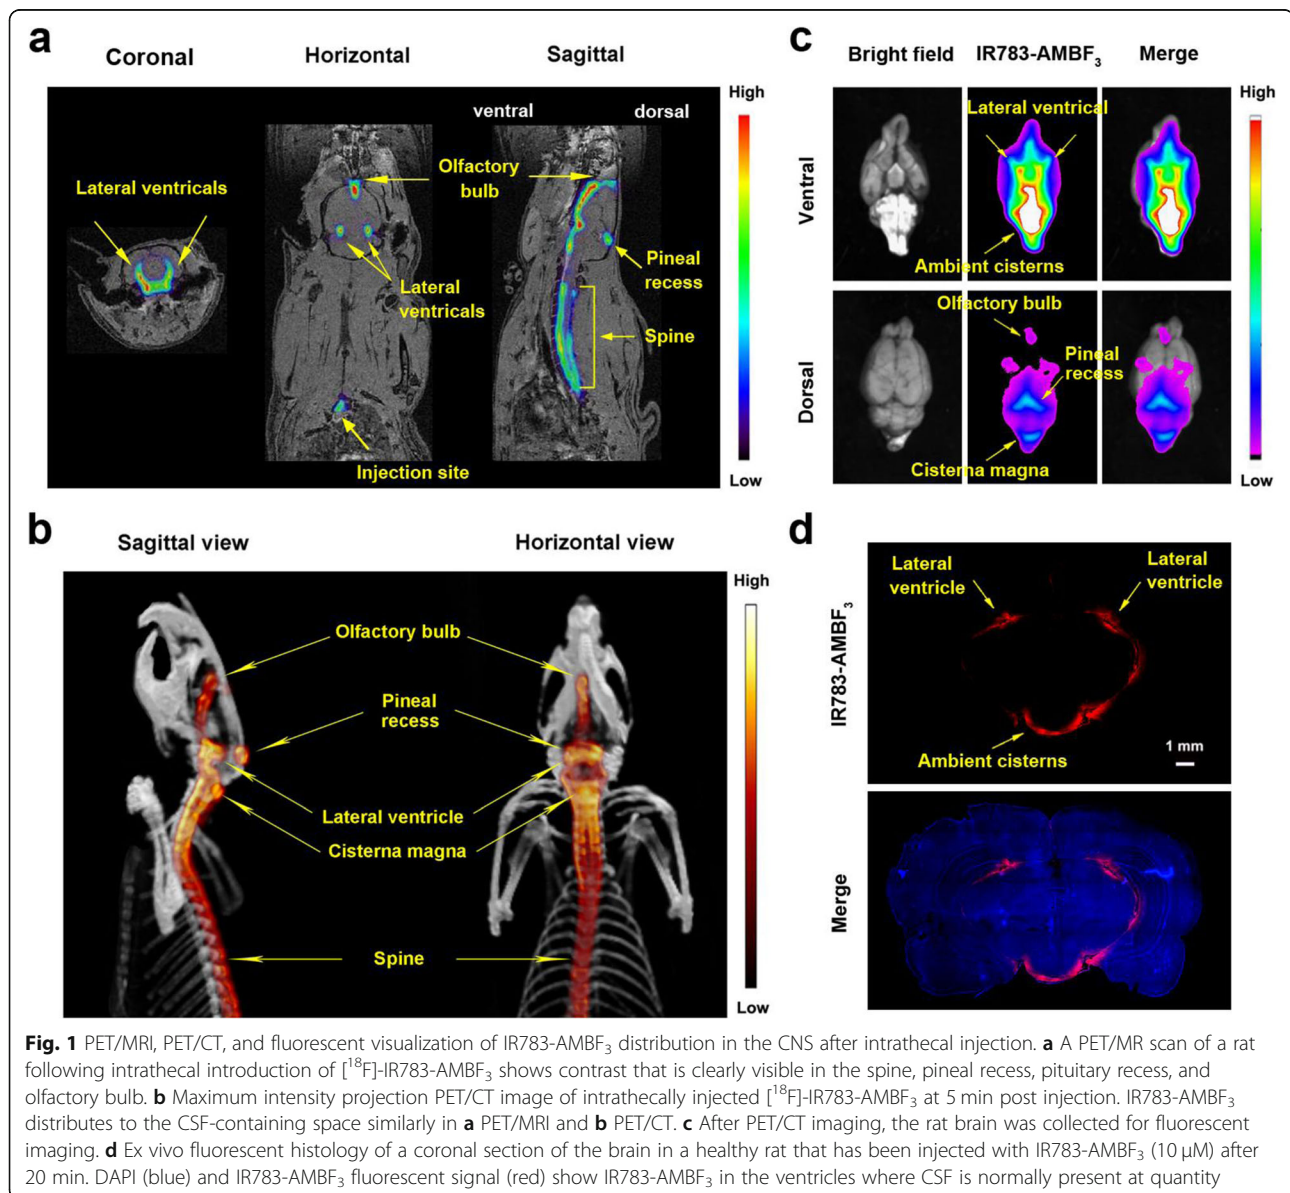 a
Coronal
Horizontal
Sagittal
ventral
dorsal
High
Olfactory
bulb
Lateral ventricals
Pineal
recess
Lateral
ventricals
Spine
Injection site
Low
c
Bright field
IR783-AMBF₃
Merge
High
Lateral ventrical
Ventral
Ambient cisterns
Olfactory bulb
Pineal
recess
Dorsal
Cisterna magna
Low
b
Sagittal view
Horizontal view
High
Olfactory bulb
Pineal
recess
Lateral ventricle
Cisterna magna
Spine
Low
d
Lateral
ventricle
Lateral
ventricle
IR783-AMBF₃
Ambient cisterns
1 mm
Merge
Fig. 1 PET/MRI, PET/CT, and fluorescent visualization of IR783-AMBF₃ distribution in the CNS after intrathecal injection. a A PET/MR scan of a rat
following intrathecal introduction of [¹⁸F]-IR783-AMBF₃ shows contrast that is clearly visible in the spine, pineal recess, pituitary recess, and
olfactory bulb. b Maximum intensity projection PET/CT image of intrathecally injected [¹⁸F]-IR783-AMBF₃ at 5 min post injection. IR783-AMBF₃
distributes to the CSF-containing space similarly in a PET/MRI and b PET/CT. c After PET/CT imaging, the rat brain was collected for fluorescent
imaging. d Ex vivo fluorescent histology of a coronal section of the brain in a healthy rat that has been injected with IR783-AMBF₃ (10 μM) after
20 min. DAPI (blue) and IR783-AMBF₃ fluorescent signal (red) show IR783-AMBF₃ in the ventricles where CSF is normally present at quantity